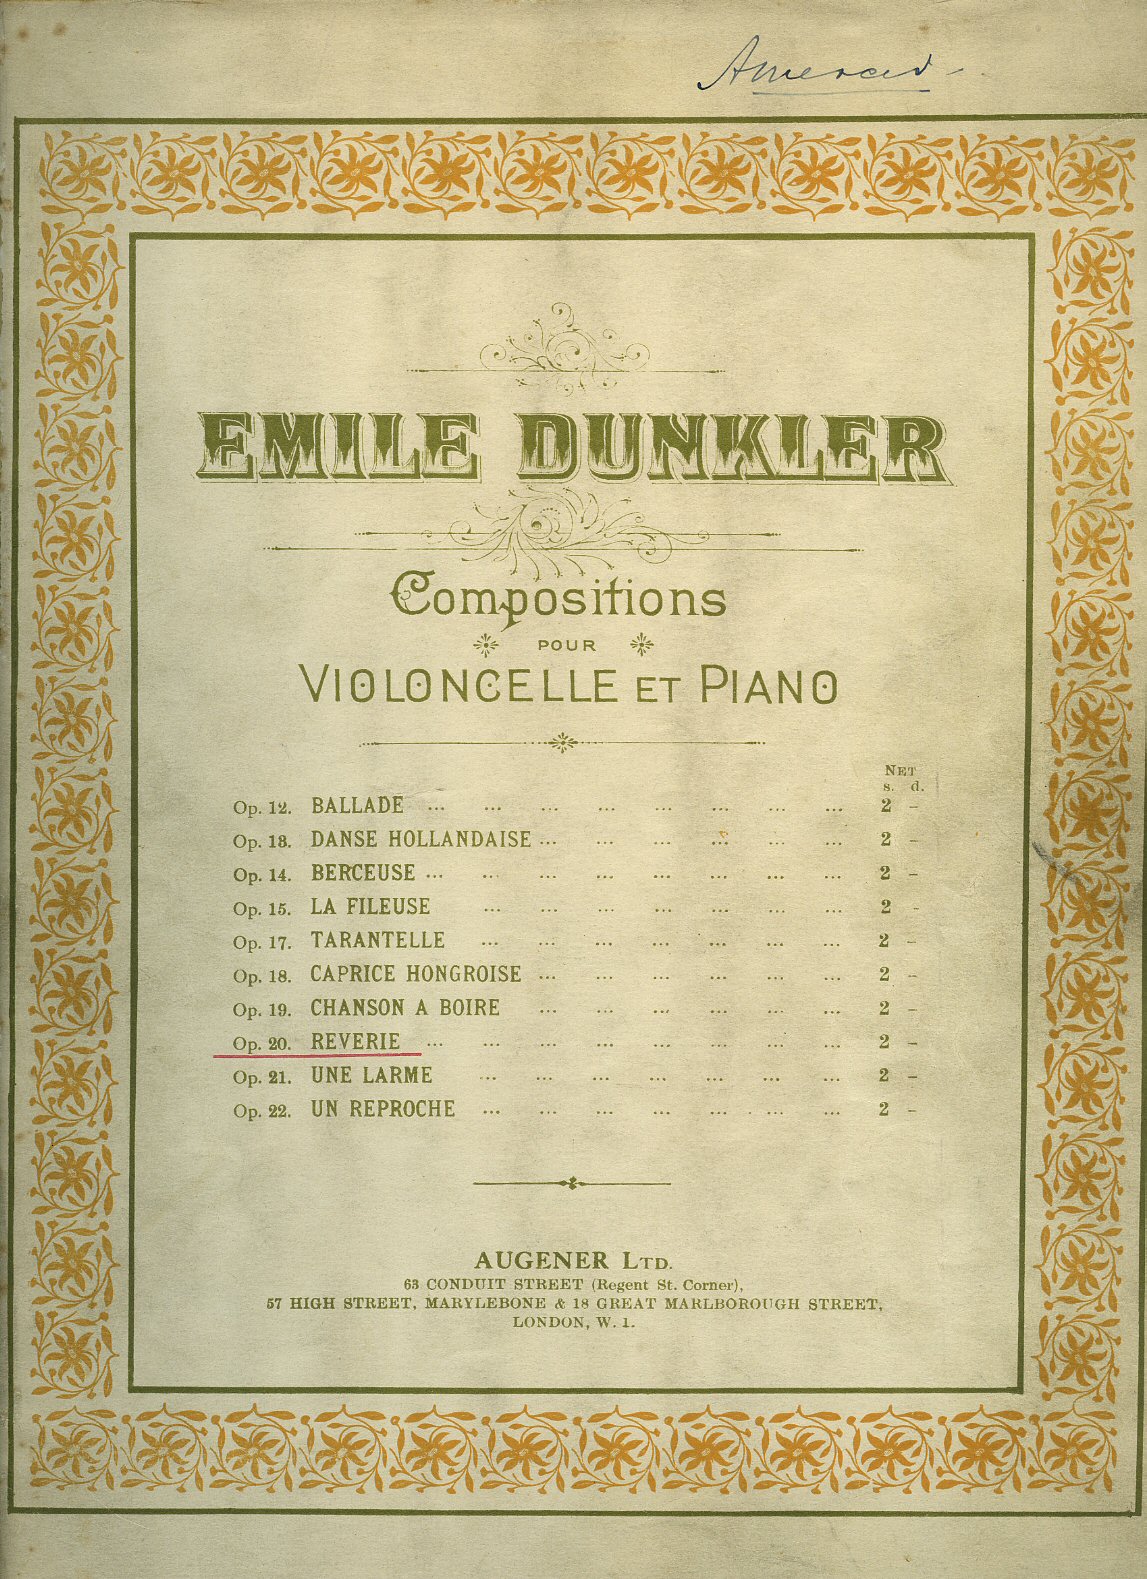 EMILE DUNKLER
Compositions
POUR
VIOLONCELLE ET PIANO
NET
s. d.
Op. 12. BALLADE ... ... ... ... ... ... ... ... 2 –
Op. 13. DANSE HOLLANDAISE ... ... ... ... ... ... 2 –
Op. 14. BERCEUSE ... ... ... ... ... ... ... ... 2 –
Op. 15. LA FILEUSE ... ... ... ... ... ... ... 2 –
Op. 17. TARANTELLE ... ... ... ... ... ... ... 2 –
Op. 18. CAPRICE HONGROISE ... ... ... ... ... ... 2 –
Op. 19. CHANSON A BOIRE ... ... ... ... ... ... 2 –
Op. 20. REVERIE ... ... ... ... ... ... ... ... 2 –
Op. 21. UNE LARME ... ... ... ... ... ... ... 2 –
Op. 22. UN REPROCHE ... ... ... ... ... ... ... 2 –
AUGENER LTD.
63 CONDUIT STREET (Regent St. Corner),
57 HIGH STREET, MARYLEBONE & 18 GREAT MARLBOROUGH STREET,
LONDON, W. 1.